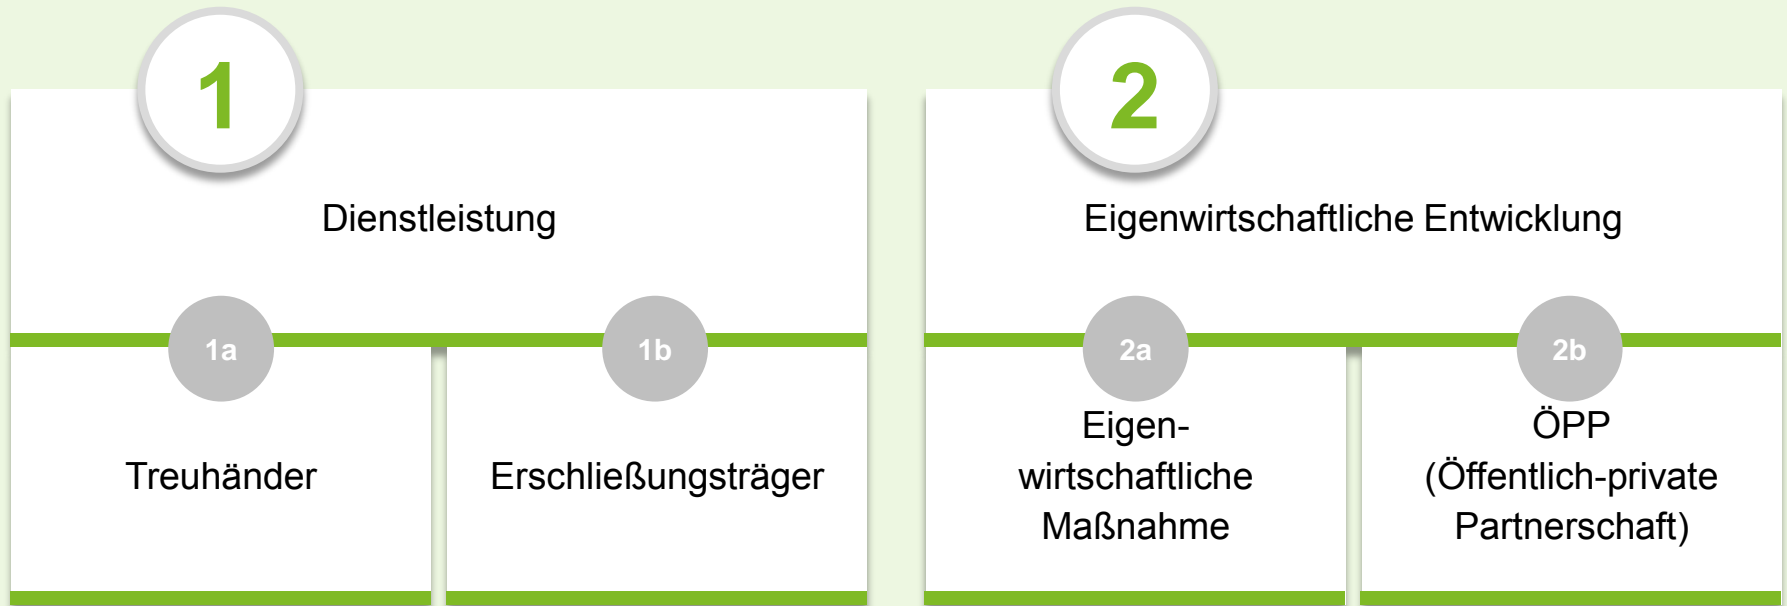 1
Dienstleistung
1a
Treuhänder
1b
Erschließungsträger
2
Eigenwirtschaftliche Entwicklung
2a
Eigen-
wirtschaftliche
Maßnahme
2b
ÖPP
(Öffentlich-private
Partnerschaft)